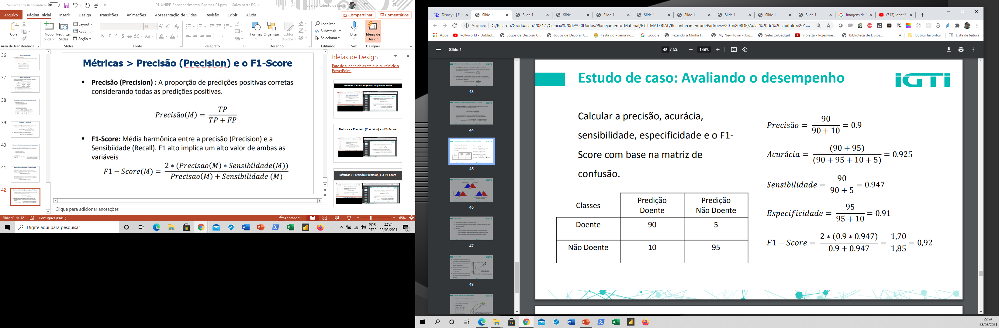 Salvamento Automático
01-UNIPE-Reconhecimento-Padroes-01.pptx - Salvo neste PC
Ricardo Roberto de Lima
Arquivo
Página Inicial
Inserir
Design
Transições
Animações
Apresentação de Slides
Revisão
Exibir
Ajuda
Compartilhar
Comentários
Colar
Novo Slide
Reutilizar Slides
Layout
Redefinir
Seção
36
N I S S ab AV Aa A
Formas
Organizar
Estilos Rápidos
Localizar
Substituir
Selecionar
Ditar
Ideias de Design
Área de Transferência
Slides
Fonte
Parágrafo
Desenho
Editando
Voz
Designer
36
37
38
39
40
41
42
Métricas > Precisão (Precision) e o F1-Score
▪ Precisão (Precision) : A proporção de predições positivas corretas
considerando todas as predições positivas.
Precisão(M) = TP / (TP + FP)
▪ F1-Score: Média harmônica entre a precisão (Precision) e a
Sensibiidade (Recall). F1 alto implica um alto valor de ambas as
variáveis
F1 − Score(M) = 2 ∗ (Precisao(M) ∗ Sensibildade(M)) / Precisao(M) + Sensibilidade (M)
Clique para adicionar anotações
Ideias de Design
Pare de sugerir ideias até que eu reinicie o
PowerPoint.
Métricas > Precisão (Precision) e o F1-Score
Métricas > Precisão (Precision) e o F1-Score
Métricas > Precisão (Precision) e o F1-Score
Slide 42 de 42
Português (Brasil)
Anotações
65%
Digite aqui para pesquisar
POR
PTB2
22:24
28/03/2021
3
Disney+ | Fil
Slide 1
Slide 1
Slide 1
Slide 1
Slide 1
Slide 1
Slide 1
Slide 1
Slide 1
imagens de
(713) Identif
Arquivo | C:/Ricardo/Graduacao/2021.1/Ciência%20de%20Dados/Planejamento-Material/IGTI-MATERIAL/ReconhecimentodePadroes%20-%20RDP/Aulas%20do%20capítulo%201....
Apps
Pollyworld - Dublad...
Jogos de Decorar C...
Jogos de Decorar C...
Festa do Pijama no...
Google
Fazendo a Minha F...
My New Town - Jog...
SelectorGadget
Violetta - Pojedyne...
Biblioteca de Livros...
»
Outros favoritos
Lista de leitura
Slide 1
45 / 52
146%
43
44
45
46
47
48
Estudo de caso: Avaliando o desempenho
iGTi
Calcular a precisão, acurácia,
sensibilidade, especificidade e o F1-
Score com base na matriz de
confusão.
Classes
Predição Doente
Predição Não Doente
Doente 90 5
Não Doente 10 95
Precisão = 90 / (90 + 10) = 0.9
Acurácia = (90 + 95) / (90 + 95 + 10 + 5) = 0.925
Sensibilidade = 90 / (90 + 5) = 0.947
Especificidade = 95 / (95 + 10) = 0.91
F1 − Score = 2 ∗ (0.9 ∗ 0.947) / (0.9 + 0.947) = 1,70 / 1,85 = 0,92
22:24
28/03/2021